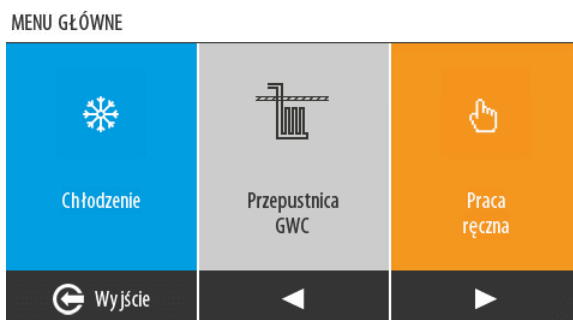 MENU GŁÓWNE
Chłodzenie
Przepustnica
GWC
Praca
ręczna
Wyjście